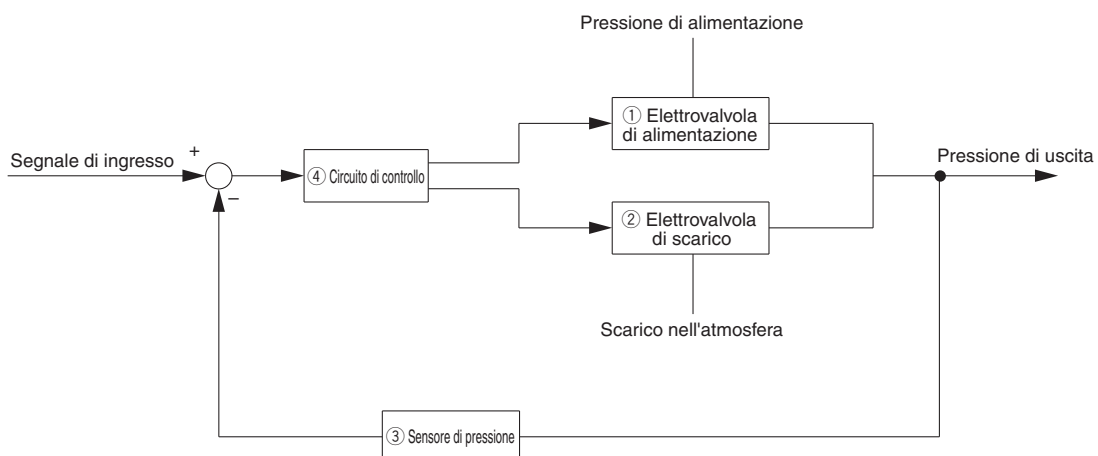 Pressione di alimentazione
① Elettrovalvola
di alimentazione
Segnale di ingresso
+
−
④ Circuito di controllo
Pressione di uscita
② Elettrovalvola
di scarico
Scarico nell'atmosfera
③ Sensore di pressione